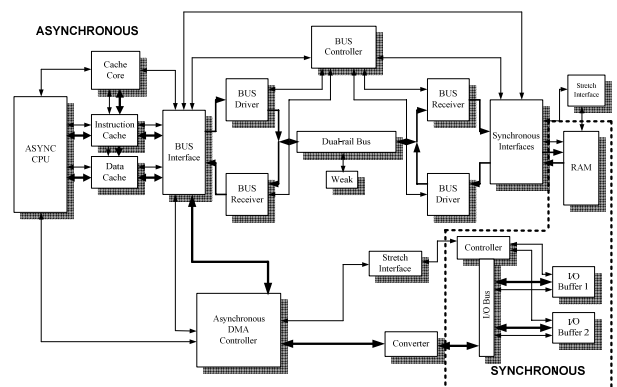 ASYNCHRONOUS
BUS
Controller
Cache
Core
BUS
Driver
BUS
Receiver
Stretch
Interface
ASYNC
CPU
Instruction
Cache
BUS
Interface
Dual-rail Bus
Synchronous
Interfaces
RAM
Data
Cache
Weak
BUS
Receiver
BUS
Driver
Stretch
Interface
Controller
I/O Bus
I/O
Buffer 1
Asynchronous
DMA
Controller
Converter
I/O
Buffer 2
SYNCHRONOUS